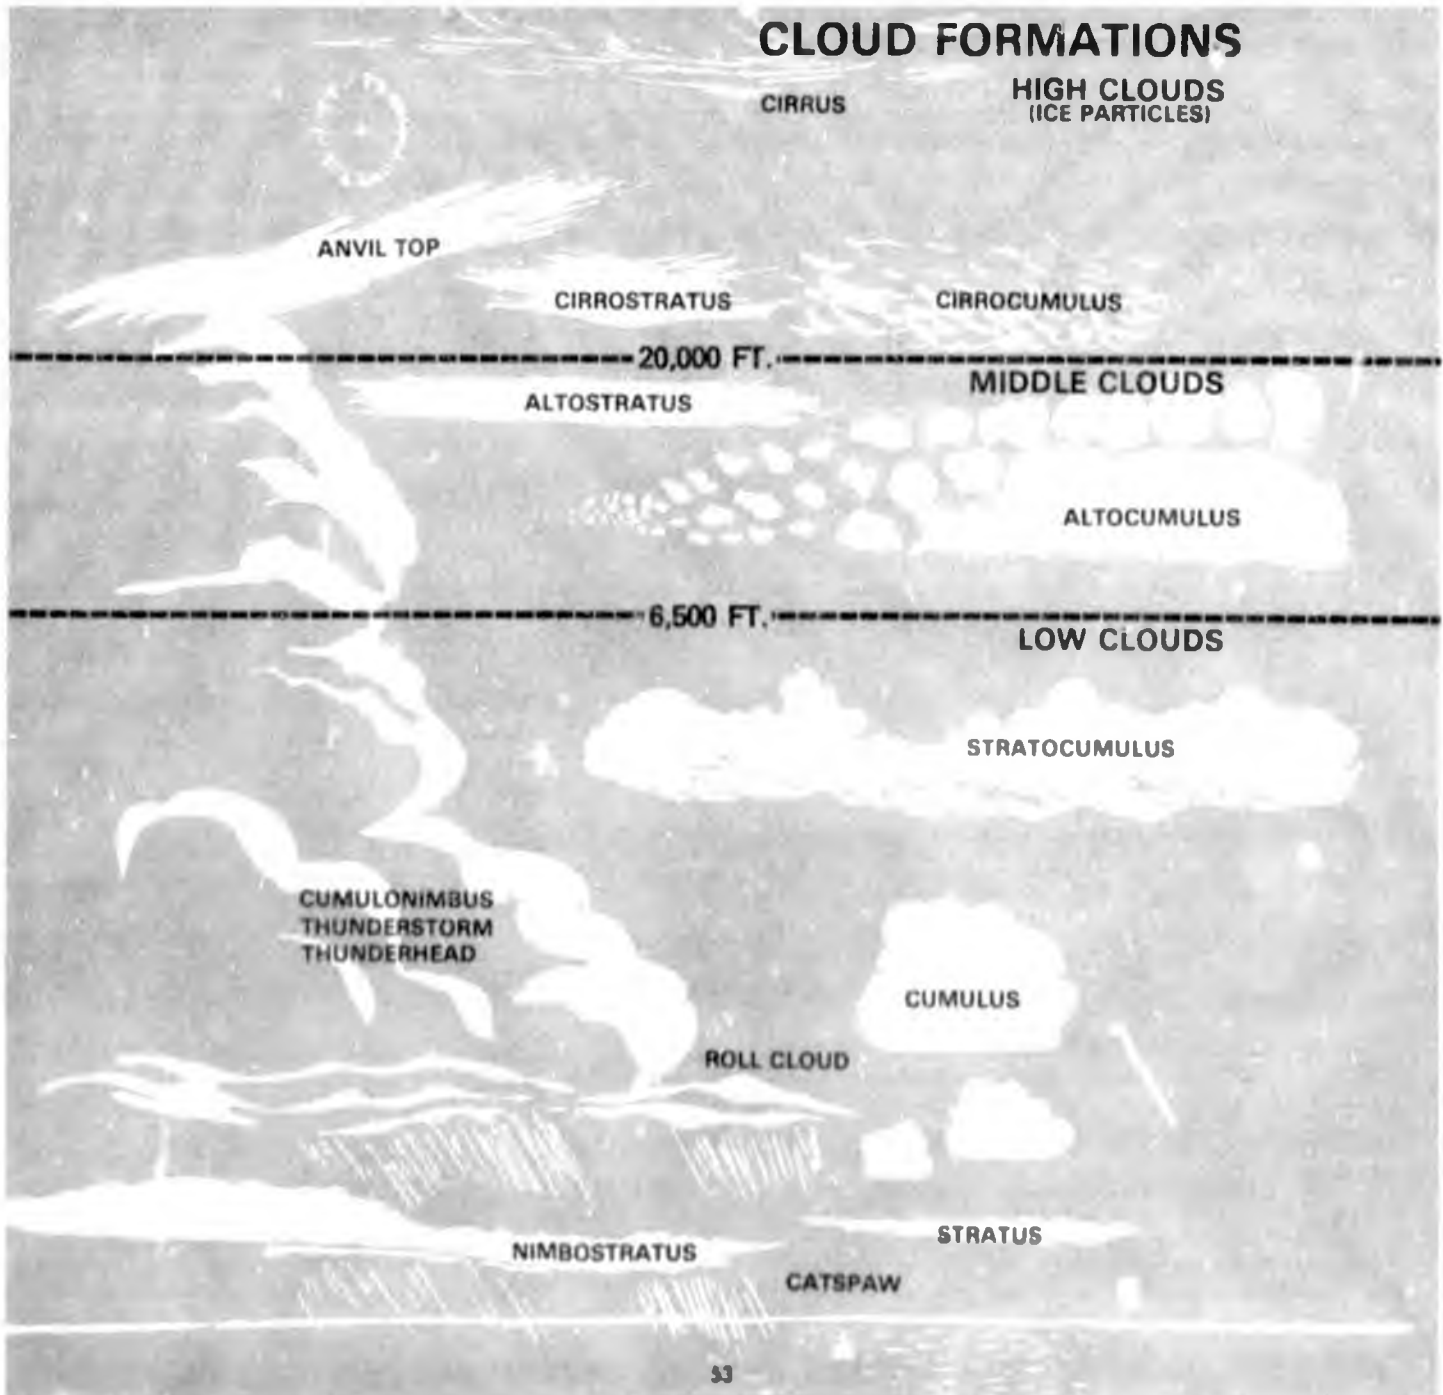 CLOUD FORMATIONS
HIGH CLOUDS
(ICE PARTICLES)
CIRRUS
ANVIL TOP
CIRROSTRATUS
CIRROCUMULUS
20,000 FT.
MIDDLE CLOUDS
ALTOSTRATUS
ALTOCUMULUS
6,500 FT.
LOW CLOUDS
STRATOCUMULUS
CUMULONIMBUS
THUNDERSTORM
THUNDERHEAD
CUMULUS
ROLL CLOUD
STRATUS
NIMBOSTRATUS
CATSPAW
53